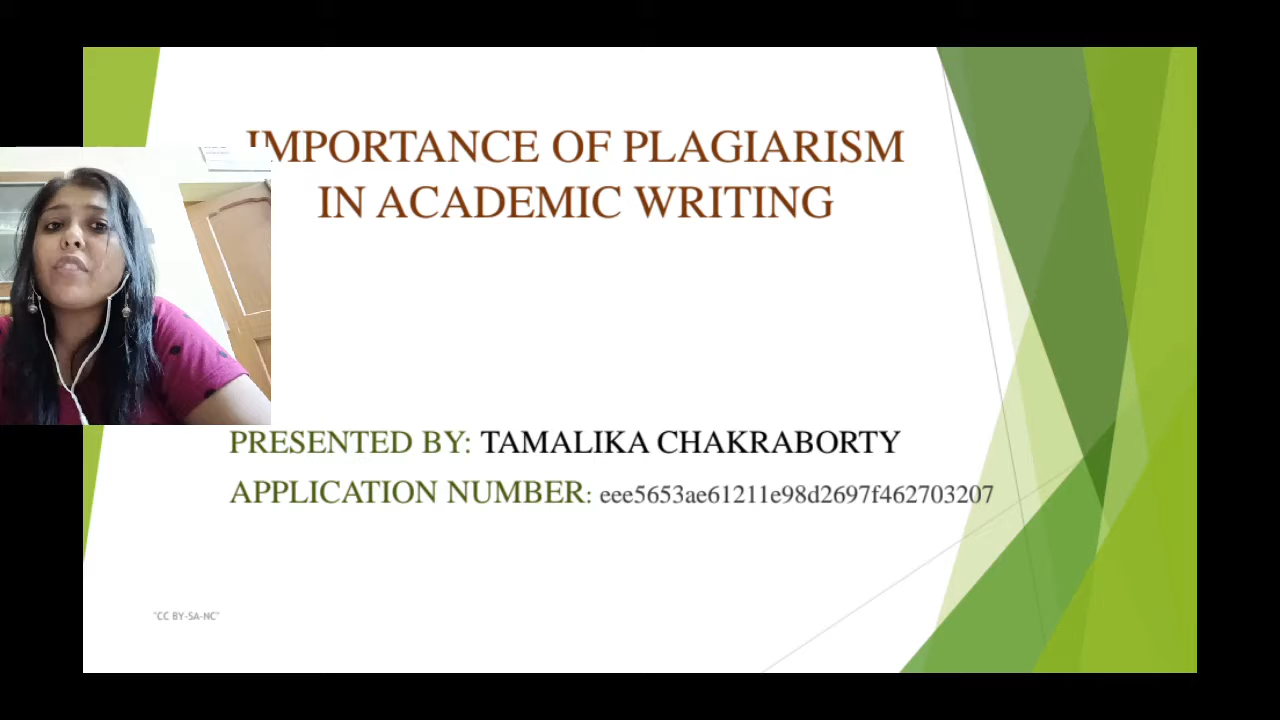 IMPORTANCE OF PLAGIARISM
IN ACADEMIC WRITING
PRESENTED BY: TAMALIKA CHAKRABORTY
APPLICATION NUMBER: eee5653ae61211e98d2697f462703207
"CC BY-SA-NC"